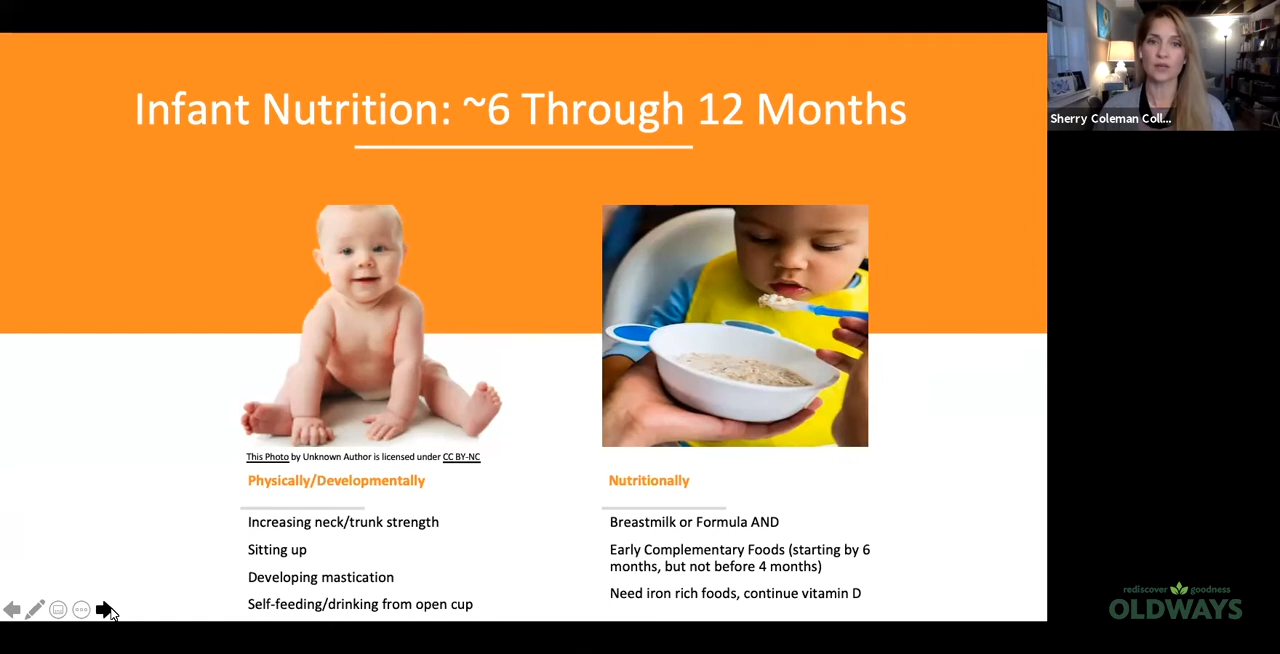 Infant Nutrition: ~6 Through 12 Months
Sherry Coleman Coll...
This Photo by Unknown Author is licensed under CC BY-NC
Physically/Developmentally
Increasing neck/trunk strength
Sitting up
Developing mastication
Self-feeding/drinking from open cup
Nutritionally
Breastmilk or Formula AND
Early Complementary Foods (starting by 6
months, but not before 4 months)
Need iron rich foods, continue vitamin D
rediscover goodness
OLDWAYS